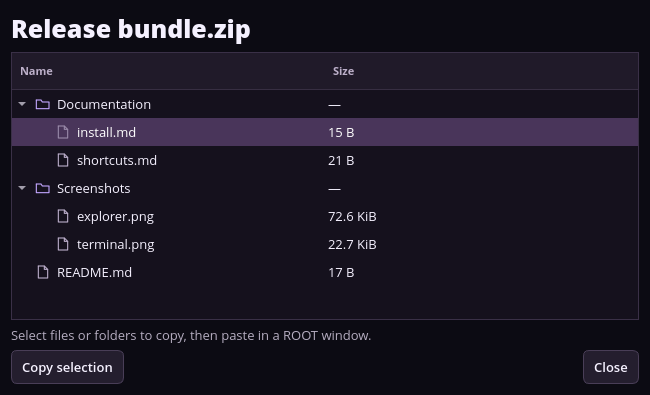 Release bundle.zip
Name Size
Documentation —
install.md 15 B
shortcuts.md 21 B
Screenshots —
explorer.png 72.6 KiB
terminal.png 22.7 KiB
README.md 17 B
Select files or folders to copy, then paste in a ROOT window.
Copy selection Close